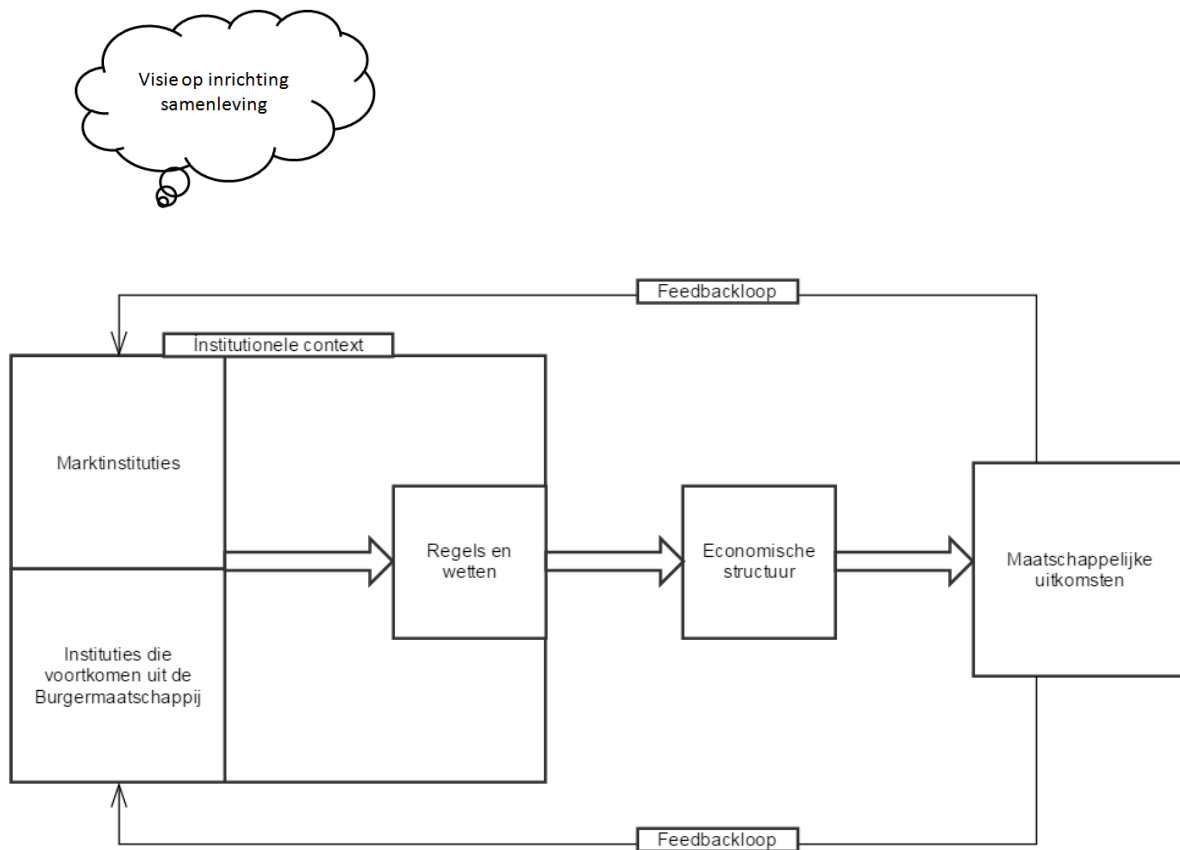 Visie op inrichting
samenleving
Feedbackloop
Institutionele context
Marktinstituties
Regels en
wetten
Economische
structuur
Maatschappelijke
uitkomsten
Instituties die
voortkomen uit de
Burgermaatschappij
Feedbackloop